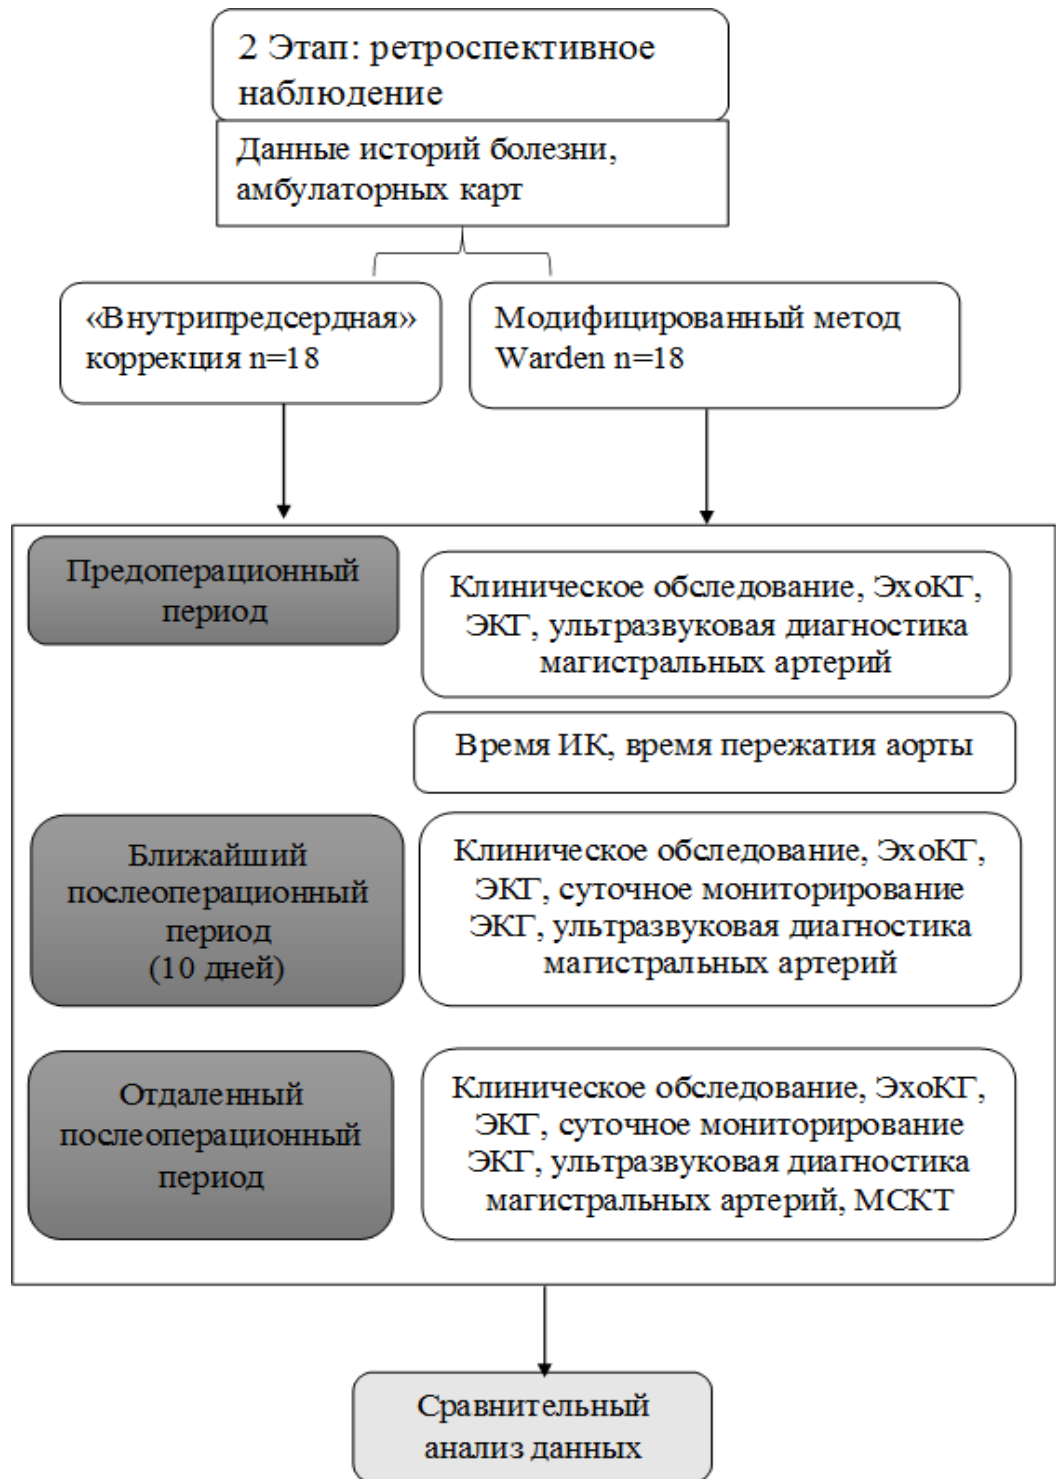 2 Этап: ретроспективное
наблюдение
Данные историй болезни,
амбулаторных карт
«Внутрипредсердная»
коррекция n=18
Модифицированный метод
Warden n=18
Предоперационный
период
Клиническое обследование, ЭхоКГ,
ЭКГ, ультразвуковая диагностика
магистральных артерий
Время ИК, время пережатия аорты
Ближайший
послеоперационный
период
(10 дней)
Клиническое обследование, ЭхоКГ,
ЭКГ, суточное мониторирование
ЭКГ, ультразвуковая диагностика
магистральных артерий
Отдаленный
послеоперационный
период
Клиническое обследование, ЭхоКГ,
ЭКГ, суточное мониторирование
ЭКГ, ультразвуковая диагностика
магистральных артерий, МСКТ
Сравнительный
анализ данных